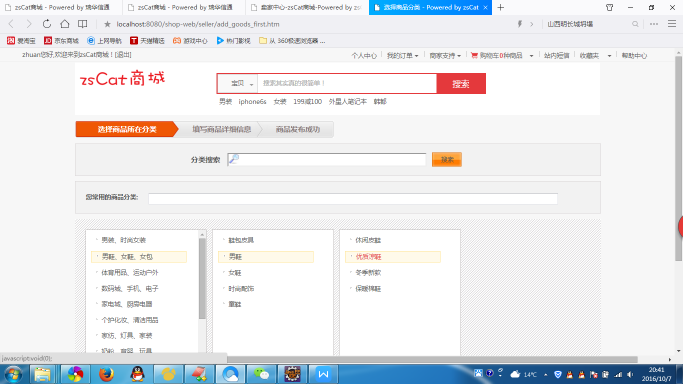 zsCat商城 - Powered by 锦华信通
zsCat商城 - Powered by 锦华信通
卖家中心-zsCat商城-Powered by zs
选择商品分类 - Powered by zsCat
localhost:8080/shop-web/seller/add_goods_first.htm
山西明长城坍塌
爱淘宝 京东商城 上网导航 天猫精选 游戏中心 热门影视 从 360极速浏览器 ...
zhuan您好,欢迎来到zsCat商城！[退出]
个人中心 我的订单 商家支持 购物车0种商品 站内短信 收藏夹 帮助中心
zsCat商城
宝贝 搜索其实真的很简单！ 搜索
男装 iphone6s 女装 199减100 外星人笔记本 韩都
选择商品所在分类 填写商品详细信息 商品发布成功
分类搜索 搜索
您常用的商品分类:
男装、时尚女装
男鞋、女鞋、女包
体育用品、运动户外
数码城、手机、电子
家电城、厨房电器
个护化妆、清洁用品
家纺、灯具、家装
奶粉、育婴、玩具
鞋包皮具
男鞋
女鞋
时尚配饰
童鞋
休闲皮鞋
优质凉鞋
冬季新款
保暖棉鞋
javascript:void(0);
14℃
20:41
2016/10/7